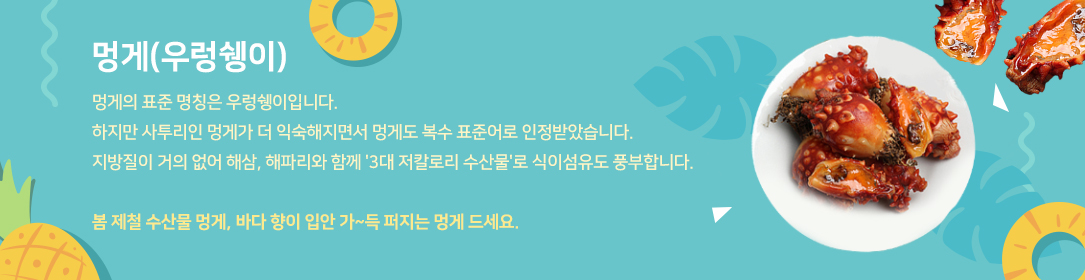 멍게(우렁쉥이)
멍게의 표준 명칭은 우렁쉥이입니다.
하지만 사투리인 멍게가 더 익숙해지면서 멍게도 복수 표준어로 인정받았습니다.
지방질이 거의 없어 해삼, 해파리와 함께 '3대 저칼로리 수산물'로 식이섬유도 풍부합니다.
봄 제철 수산물 멍게, 바다 향이 입안 가~득 퍼지는 멍게 드세요.